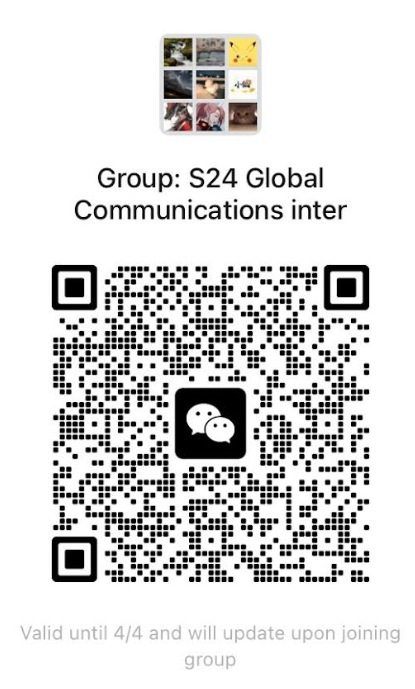 Group: S24 Global
Communications inter
Valid until 4/4 and will update upon joining
group